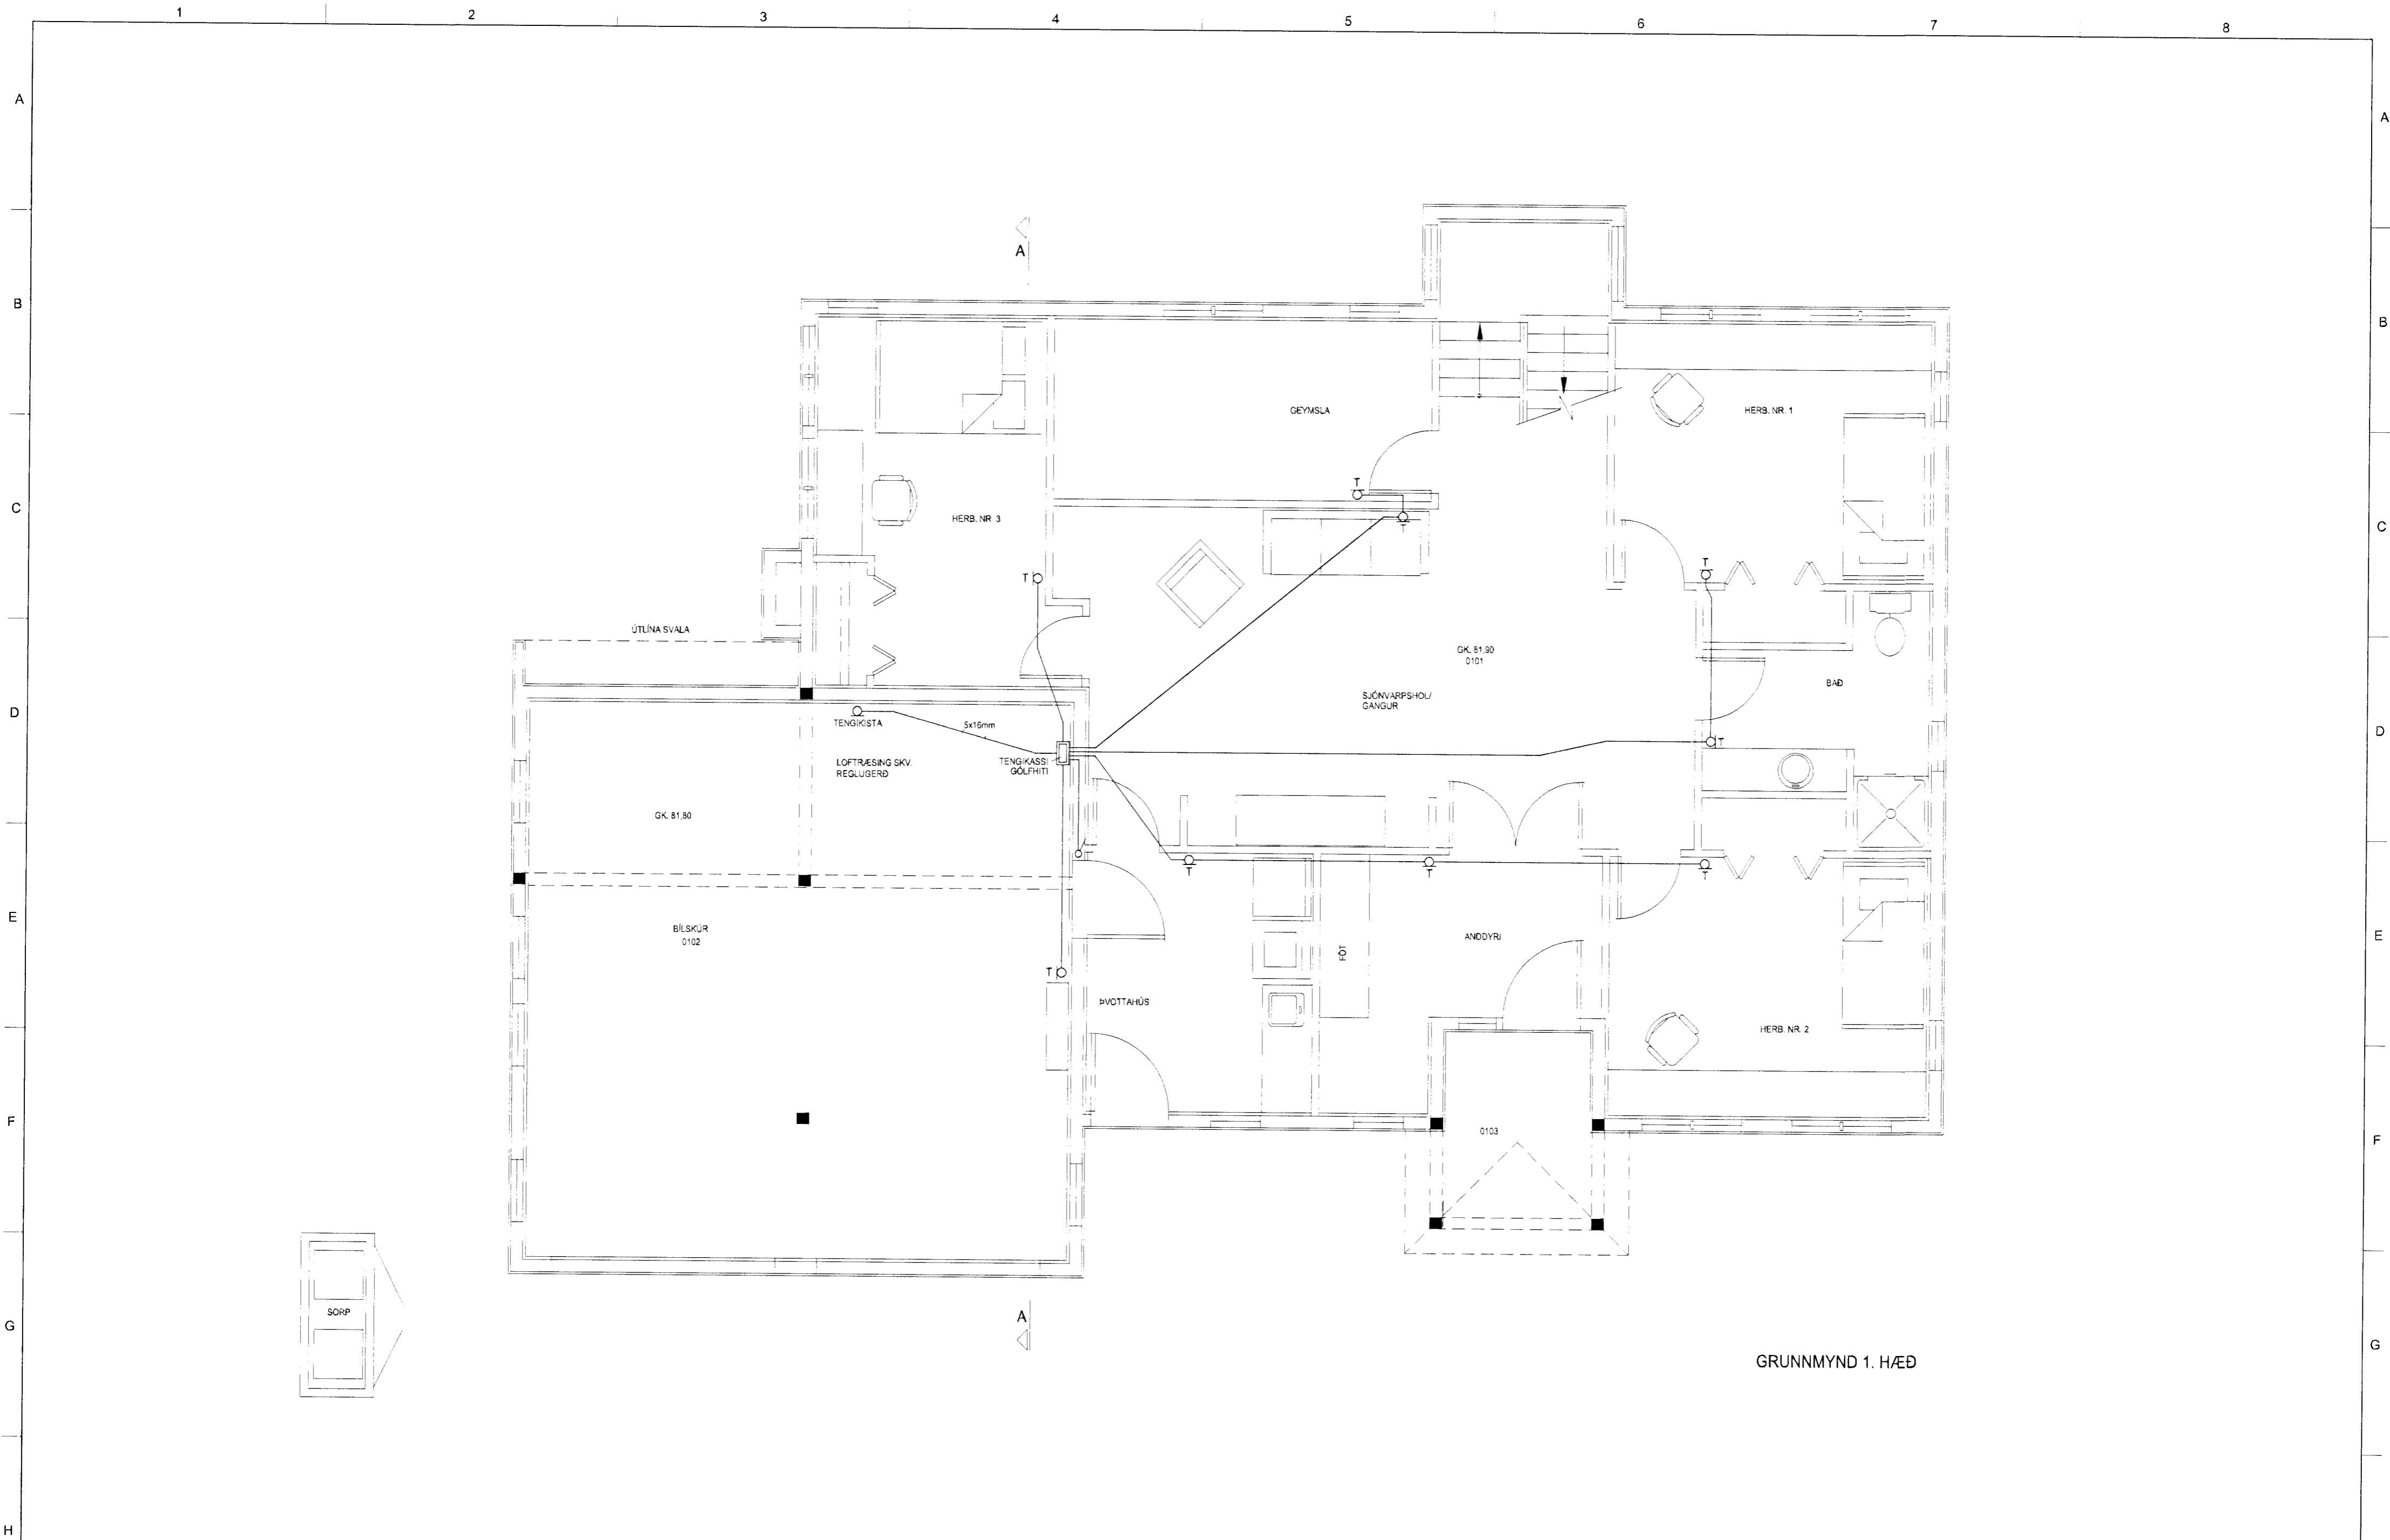 1 2 3 4 5 6 7 8
A A
A
B B
GEYMSLA
HERB. NR. 1
T
C C
HERB. NR 3
T
T
T
ÚTLÍNA SVALA
GK. 81,90
0101
BAÐ
SJÓNVARPSHOL/
GANGUR
D D
TENGIKISTA
5x16mm
T
LOFTRÆSING SKV.
REGLUGERÐ
TENGIKASSI
GÓLFHITI
GK. 81,80
T
T
T
E E
BÍLSKÚR
0102
FÖT
ANDDYRI
T
ÞVOTTAHÚS
HERB. NR. 2
F F
0103
SORP
A
G G
GRUNNMYND 1. HÆÐ
H